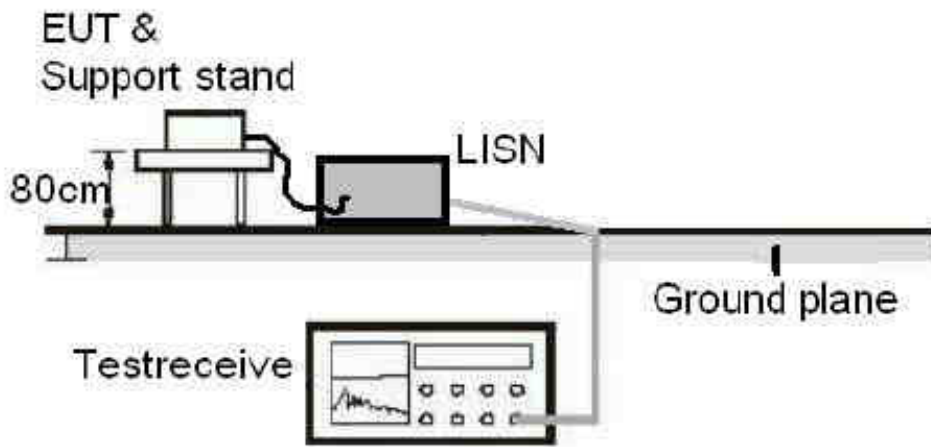 EUT &
Support stand
LISN
80cm
Ground plane
Testreceive